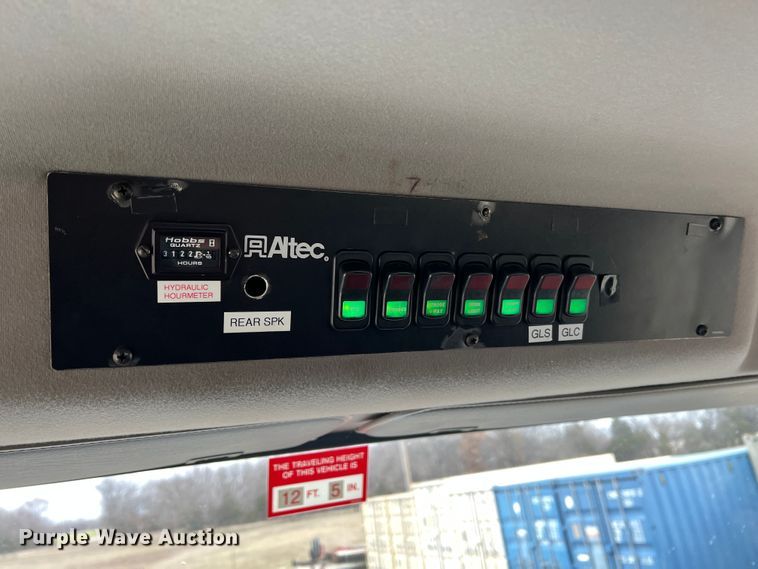 Hobbs
QUARTZ
HOURS
HYDRAULIC
HOURMETER
REAR SPK
Altec
GLS
GLC
THE TRAVELING HEIGHT
OF THIS VEHICLE IS
12 FT. 5 IN.
Purple Wave Auction